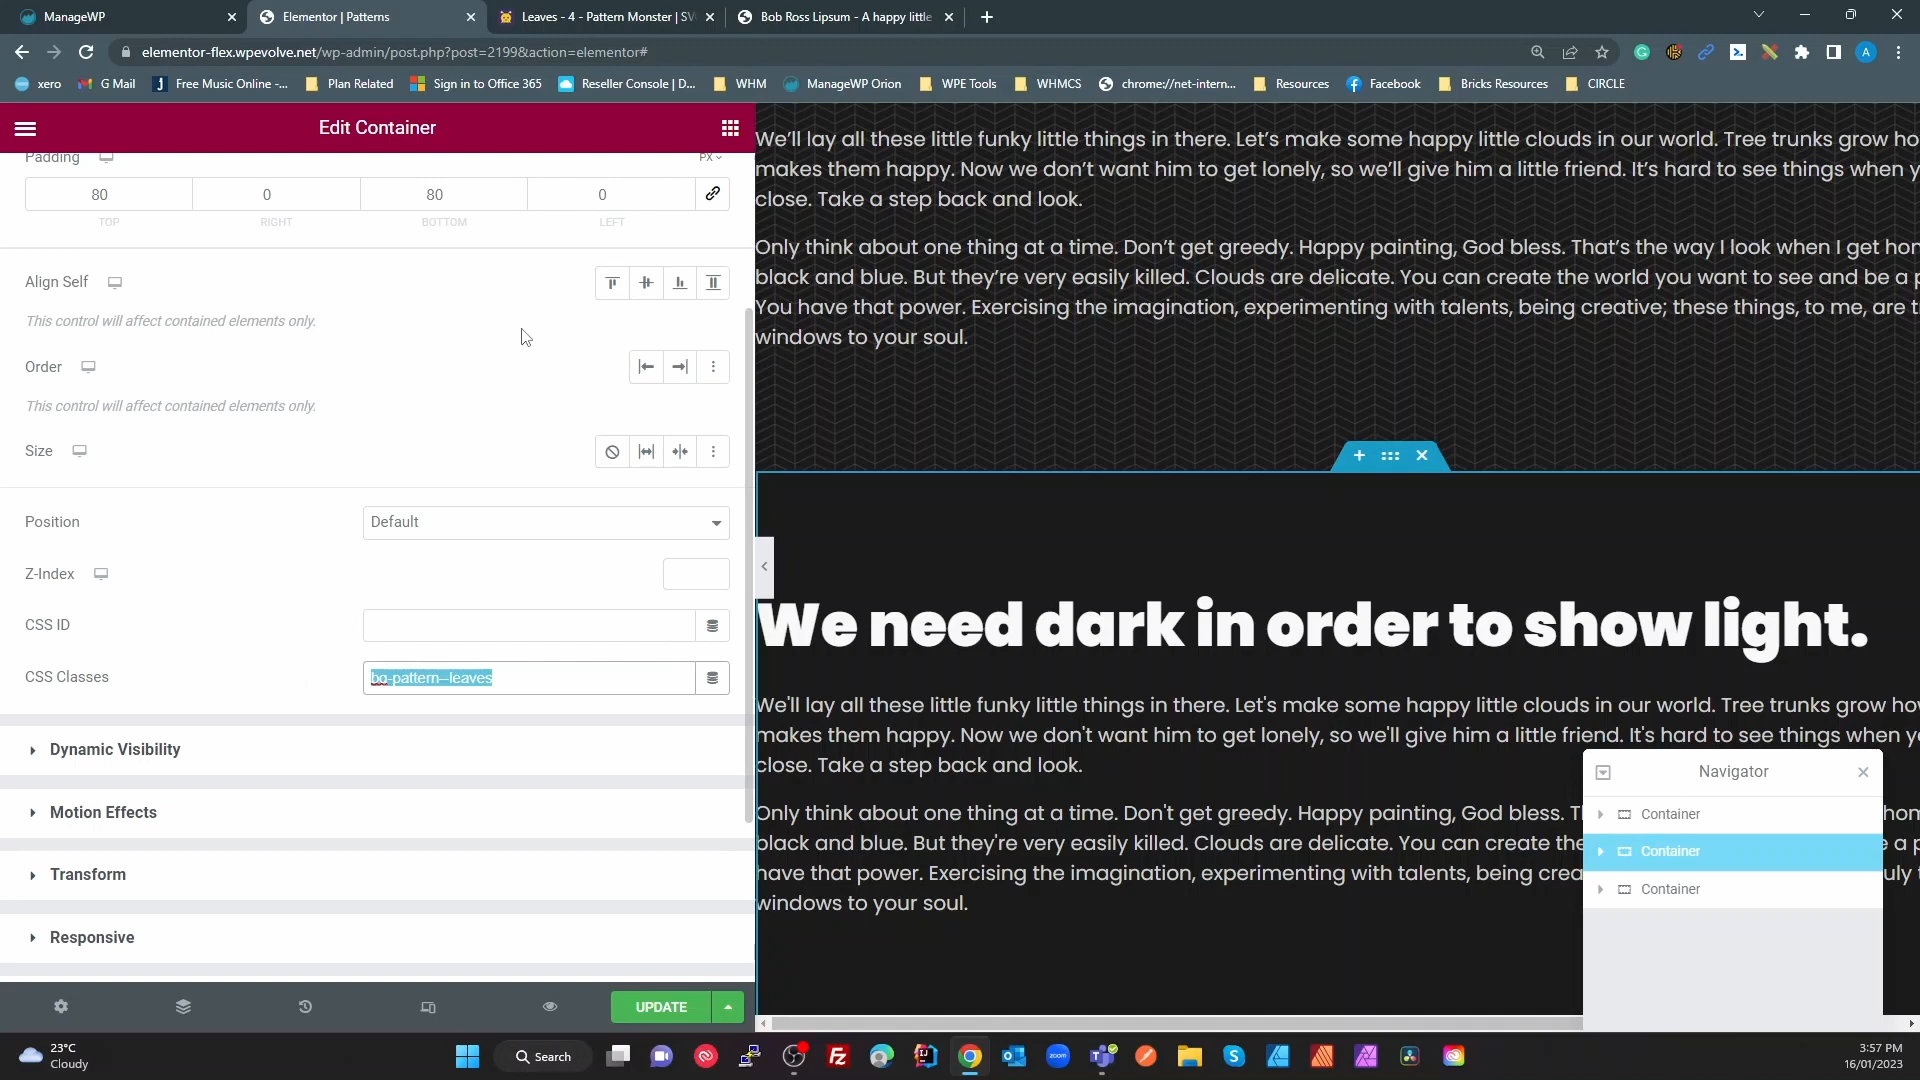 ManageWP
Elementor | Patterns
Leaves - 4 - Pattern Monster | SV
Bob Ross Lipsum - A happy little
elementor-flex.wpevolve.net/wp-admin/post.php?post=2199&action=elementor#
xero
G Mail
Free Music Online -...
Plan Related
Sign in to Office 365
Reseller Console | D...
WHM
ManageWP Orion
WPE Tools
WHMCS
chrome://net-intern...
Resources
Facebook
Bricks Resources
CIRCLE
Edit Container
Padding
PX
80
0
80
0
TOP
RIGHT
BOTTOM
LEFT
Align Self
This control will affect contained elements only.
Order
This control will affect contained elements only.
Size
Position
Default
Z-Index
CSS ID
CSS Classes
bg-pattern--leaves
Dynamic Visibility
Motion Effects
Transform
Responsive
UPDATE
We’ll lay all these little funky little things in there. Let’s make some happy little clouds in our world. Tree trunks grow ho
makes them happy. Now we don’t want him to get lonely, so we’ll give him a little friend. It’s hard to see things when y
close. Take a step back and look.
Only think about one thing at a time. Don’t get greedy. Happy painting, God bless. That’s the way I look when I get hom
black and blue. But they’re very easily killed. Clouds are delicate. You can create the world you want to see and be a p
You have that power. Exercising the imagination, experimenting with talents, being creative; these things, to me, are t
windows to your soul.
We need dark in order to show light.
We'll lay all these little funky little things in there. Let's make some happy little clouds in our world. Tree trunks grow ho
makes them happy. Now we don't want him to get lonely, so we'll give him a little friend. It's hard to see things when y
close. Take a step back and look.
Only think about one thing at a time. Don't get greedy. Happy painting, God bless. T hom
black and blue. But they're very easily killed. Clouds are delicate. You can create the e a p
have that power. Exercising the imagination, experimenting with talents, being crea uly t
windows to your soul.
Navigator
Container
Container
Container
23°C
Cloudy
Search
zoom
3:57 PM
16/01/2023